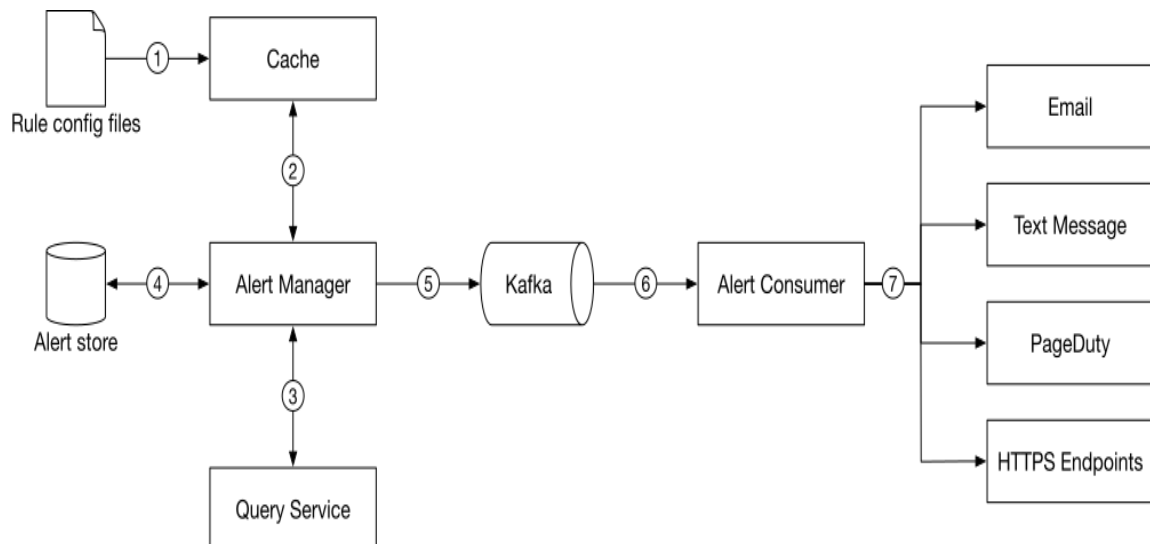 1
Cache
Rule config files
Email
2
Text Message
4
Alert Manager
5
Kafka
6
Alert Consumer
7
Alert store
PageDuty
3
HTTPS Endpoints
Query Service